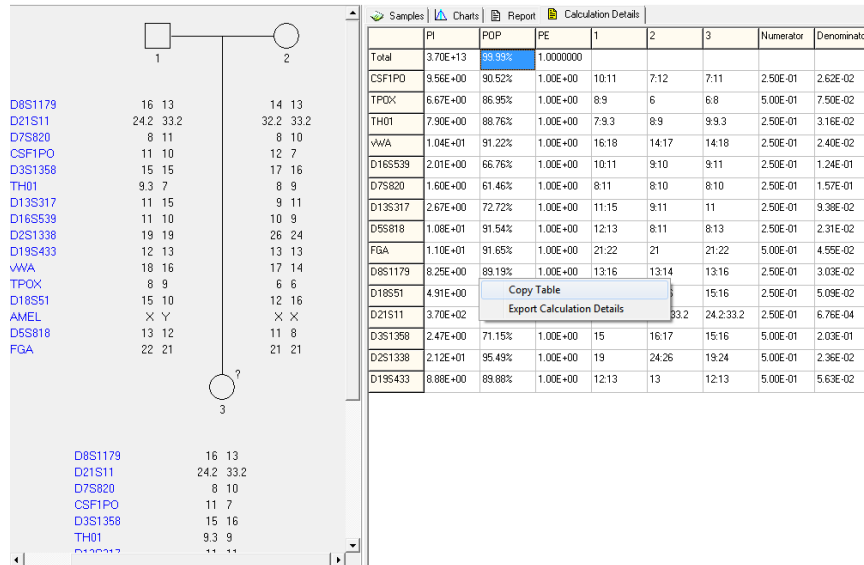 Samples Charts Report Calculation Details
1 2
D8S1179 16 13 14 13
D21S11 24.2 33.2 32.2 33.2
D7S820 8 11 8 10
CSF1PO 11 10 12 7
D3S1358 15 15 17 16
TH01 9.3 7 8 9
D13S317 11 15 9 11
D16S539 11 10 10 9
D2S1338 19 19 26 24
D19S433 12 13 13 13
vWA 18 16 17 14
TPOX 8 9 6 6
D18S51 15 10 12 16
AMEL X Y X X
D5S818 13 12 11 8
FGA 22 21 21 21
?
3
D8S1179 16 13
D21S11 24.2 33.2
D7S820 8 10
CSF1PO 11 7
D3S1358 15 16
TH01 9.3 9
D13S317 11 11
PI POP PE 1 2 3 Numerator Denominato
Total 3.70E+13 99.99% 1.0000000
CSF1PO 9.56E+00 90.52% 1.00E+00 10:11 7:12 7:11 2.50E-01 2.62E-02
TPOX 6.67E+00 86.95% 1.00E+00 8:9 6 6:8 5.00E-01 7.50E-02
TH01 7.90E+00 88.76% 1.00E+00 7:9.3 8:9 9:9.3 2.50E-01 3.16E-02
vWA 1.04E+01 91.22% 1.00E+00 16:18 14:17 14:18 2.50E-01 2.40E-02
D16S539 2.01E+00 66.76% 1.00E+00 10:11 9:10 9:11 2.50E-01 1.24E-01
D7S820 1.60E+00 61.46% 1.00E+00 8:11 8:10 8:10 2.50E-01 1.57E-01
D13S317 2.67E+00 72.72% 1.00E+00 11:15 9:11 11 2.50E-01 9.38E-02
D5S818 1.08E+01 91.54% 1.00E+00 12:13 8:11 8:13 2.50E-01 2.31E-02
FGA 1.10E+01 91.65% 1.00E+00 21:22 21 21:22 5.00E-01 4.55E-02
D8S1179 8.25E+00 89.19% 1.00E+00 13:16 13:14 13:16 2.50E-01 3.03E-02
D18S51 4.91E+00 15:16 2.50E-01 5.09E-02
D21S11 3.70E+02 33.2 24.2:33.2 2.50E-01 6.76E-04
Copy Table
Export Calculation Details
D3S1358 2.47E+00 71.15% 1.00E+00 15 16:17 15:16 5.00E-01 2.03E-01
D2S1338 2.12E+01 95.49% 1.00E+00 19 24:26 19:24 5.00E-01 2.36E-02
D19S433 8.88E+00 89.88% 1.00E+00 12:13 13 12:13 5.00E-01 5.63E-02